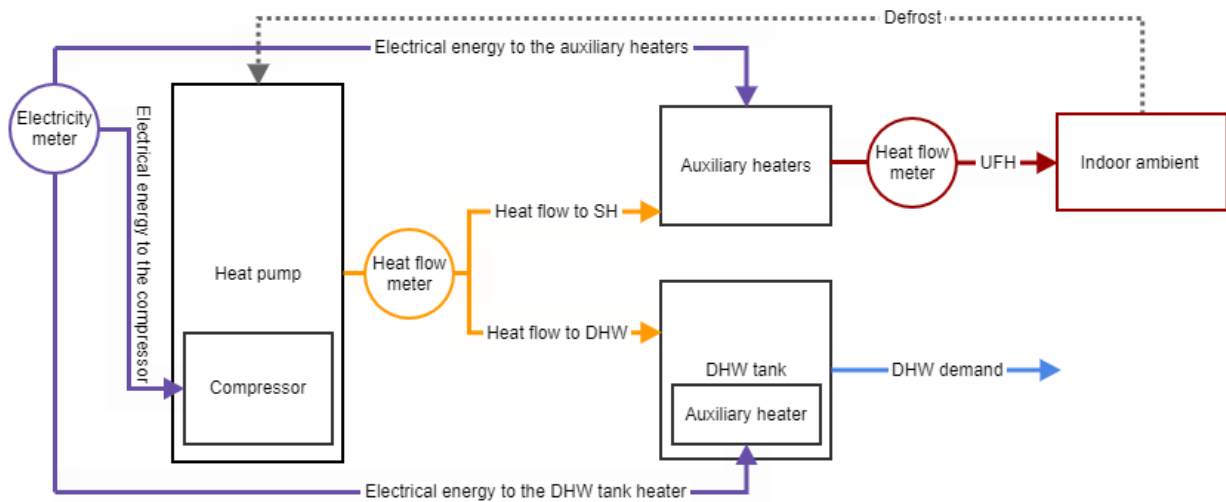 Defrost
Electrical energy to the auxiliary heaters
Electricity
meter
Electrical energy to the compressor
Auxiliary heaters
Heat flow
meter
UFH
Indoor ambient
Heat flow to SH
Heat pump
Heat flow
meter
Heat flow to DHW
Compressor
DHW tank
DHW demand
Auxiliary heater
Electrical energy to the DHW tank heater